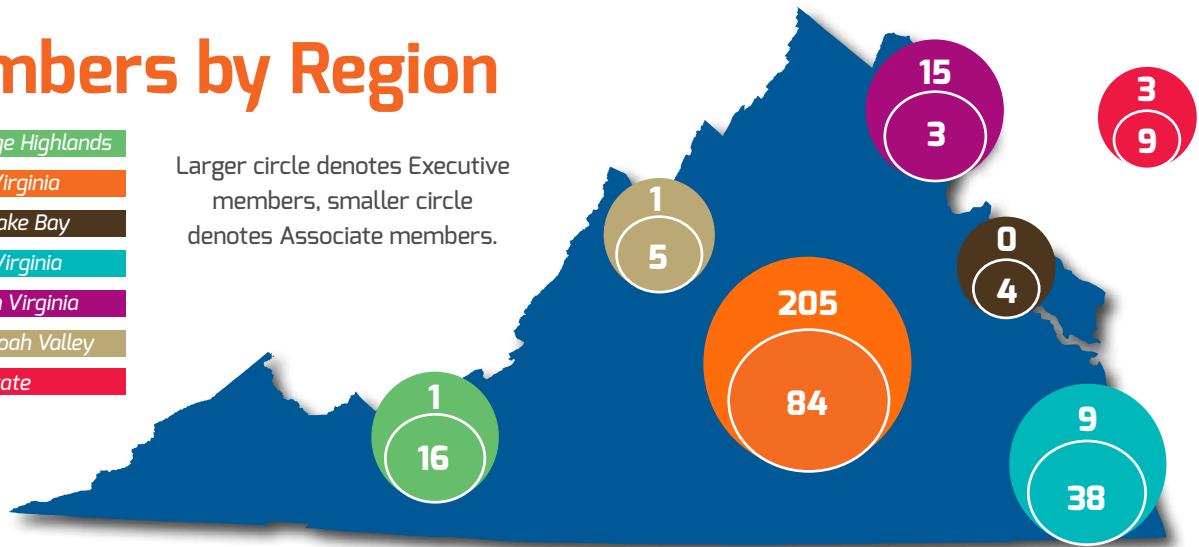 mbers by Region
ge Highlands
Virginia
ake Bay
Virginia
n Virginia
oah Valley
ate
Larger circle denotes Executive
members, smaller circle
denotes Associate members.
15
3
3
9
1
5
0
4
205
84
1
16
9
38